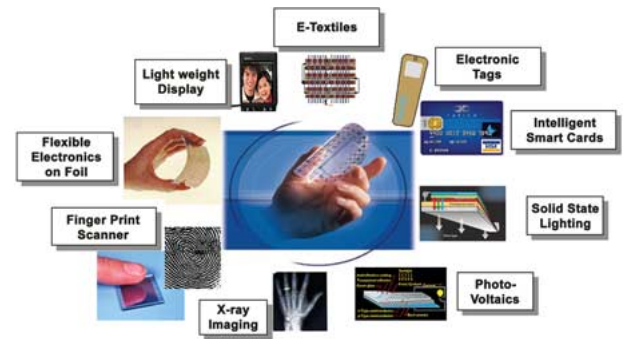 E-Textiles
Light weight
Display
Electronic
Tags
Flexible
Electronics
on Foil
Intelligent
Smart Cards
VISA
Finger Print
Scanner
Solid State
Lighting
X-ray
Imaging
Photo-
Voltaics